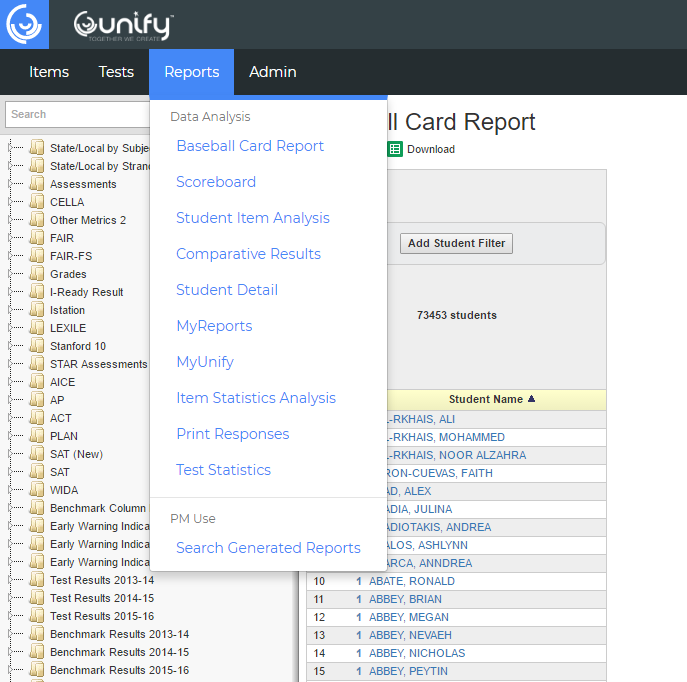 unify™
TOGETHER WE CREATE
Items Tests Reports Admin
Search
State/Local by Subje
State/Local by Stran
Assessments
CELLA
Other Metrics 2
FAIR
FAIR-FS
Grades
I-Ready Result
Istation
LEXILE
Stanford 10
STAR Assessments
AICE
AP
ACT
PLAN
SAT (New)
SAT
WIDA
Benchmark Column
Early Warning Indica
Early Warning Indica
Early Warning Indica
Test Results 2013-14
Test Results 2014-15
Test Results 2015-16
Benchmark Results 2013-14
Benchmark Results 2014-15
Benchmark Results 2015-16
Data Analysis
Baseball Card Report
Scoreboard
Student Item Analysis
Comparative Results
Student Detail
MyReports
MyUnify
Item Statistics Analysis
Print Responses
Test Statistics
PM Use
Search Generated Reports
ll Card Report
Download
Add Student Filter
73453 students
Student Name ▲
L-RKHAIS, ALI
L-RKHAIS, MOHAMMED
L-RKHAIS, NOOR ALZAHRA
RON-CUEVAS, FAITH
AD, ALEX
ADIA, JULINA
ADIOTAKIS, ANDREA
ALOS, ASHLYNN
ARCA, ANNDREA
10 1 ABATE, RONALD
11 1 ABBEY, BRIAN
12 1 ABBEY, MEGAN
13 1 ABBEY, NEVAEH
14 1 ABBEY, NICHOLAS
15 1 ABBEY, PEYTIN